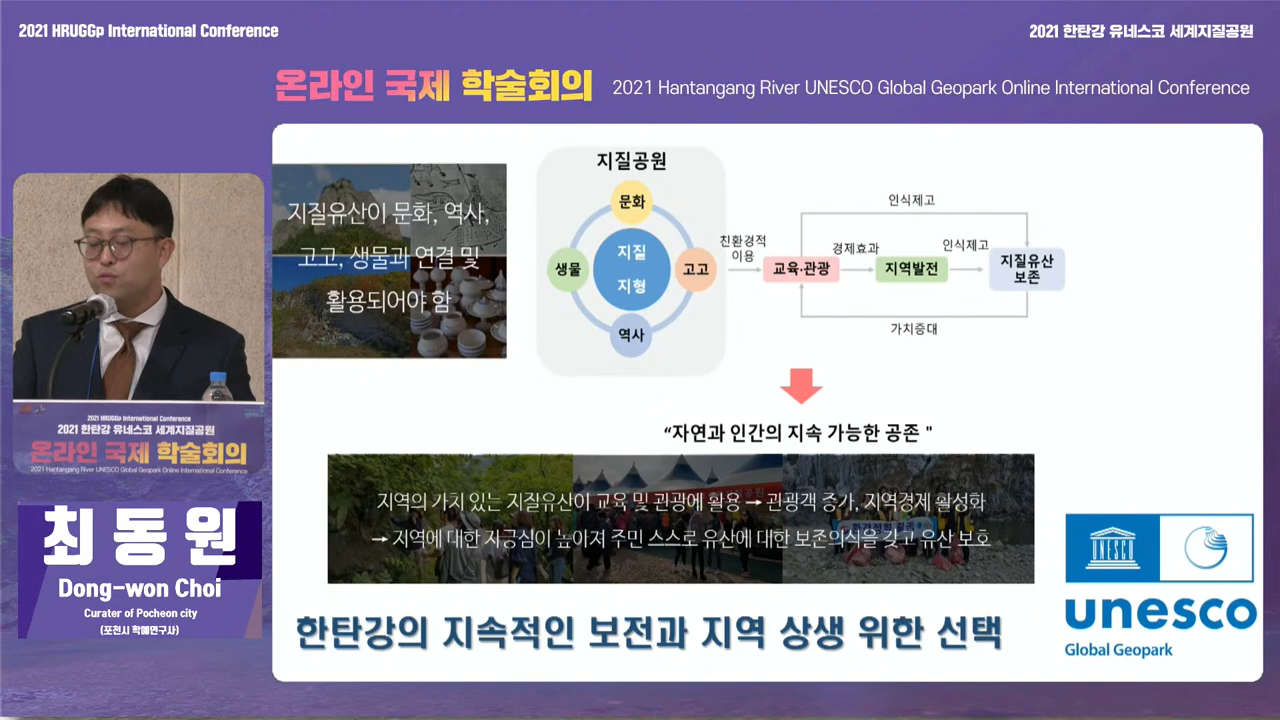 2021 HRUGGp International Conference
2021 한탄강 유네스코 세계지질공원
온라인 국제 학술회의
2021 Hantangang River UNESCO Global Geopark Online International Conference
지질유산이 문화, 역사,
고고, 생물과 연결 및
활용되어야 함
지질공원
문화
생물
지질
지형
고고
역사
친환경적
이용
교육·관광
경제효과
지역발전
인식제고
지질유산
보존
인식제고
가치증대
“자연과 인간의 지속 가능한 공존 "
지역의 가치 있는 지질유산이 교육 및 관광에 활용 → 관광객 증가, 지역경제 활성화
→ 지역에 대한 자긍심이 높아져 주민 스스로 유산에 대한 보존의식을 갖고 유산 보호
한탄강의 지속적인 보전과 지역 상생 위한 선택
UNESCO
unesco
Global Geopark
2021 HRUGGp International Conference
2021 한탄강 유네스코 세계지질공원
온라인 국제 학술회의
2021 Hantangang River UNESCO Global Geopark Online International Conference
최동원
Dong-won Choi
Curater of Pocheon city
(포천시 학예연구사)